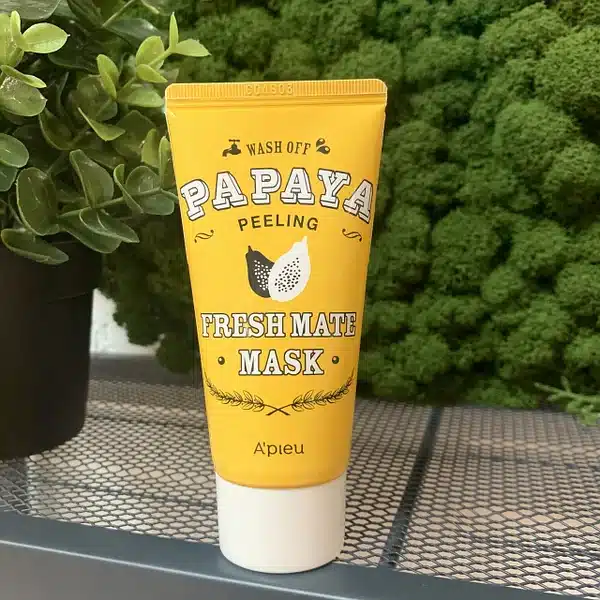 WASH OFF
PAPAYA
PEELING
FRESH MATE
MASK
A'pieu